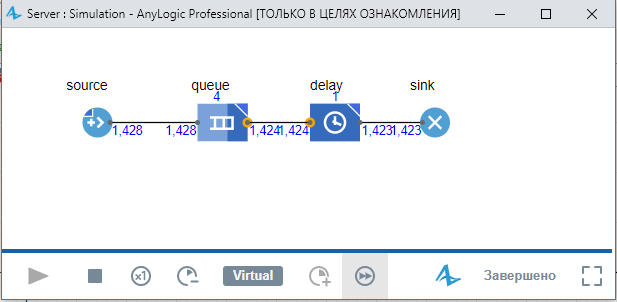 Server : Simulation - AnyLogic Professional [ТОЛЬКО В ЦЕЛЯХ ОЗНАКОМЛЕНИЯ]
source queue delay sink
4 1
1,428 1,428 1,424 1,424 1,423 1,423
x1 Virtual Завершено